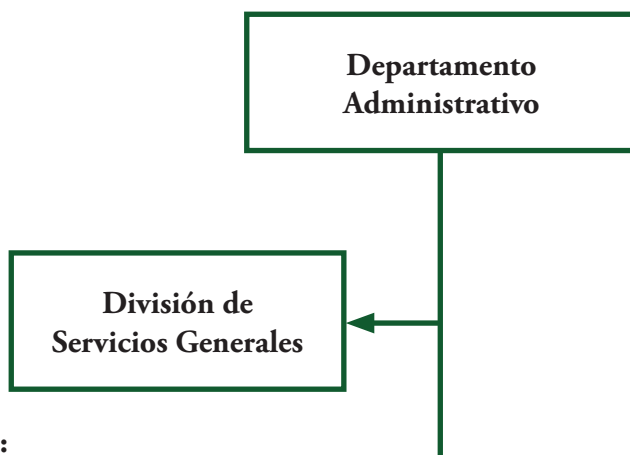 Departamento
Administrativo
División de
Servicios Generales
: